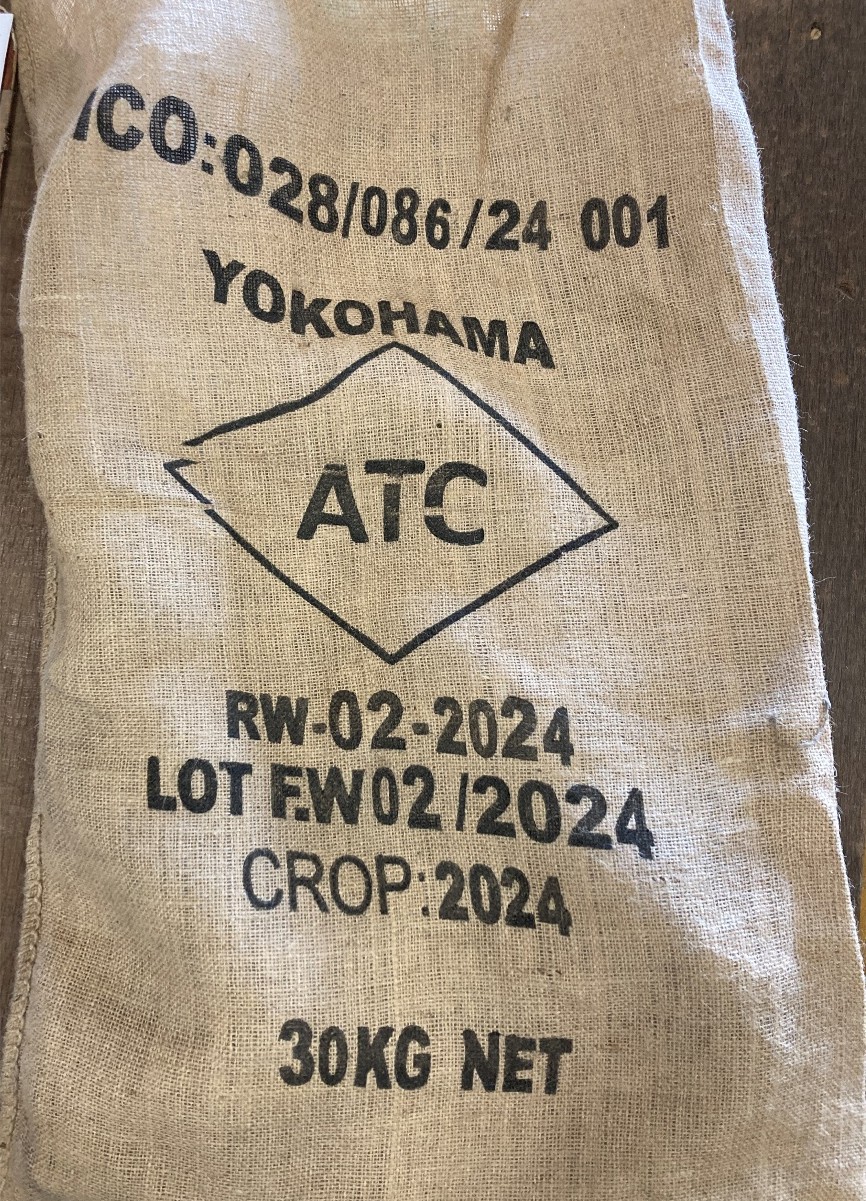 ICO:028/086/24 001
YOKOHAMA
ATC
RW-02-2024
LOT F.W02/2024
CROP:2024
30KG NET